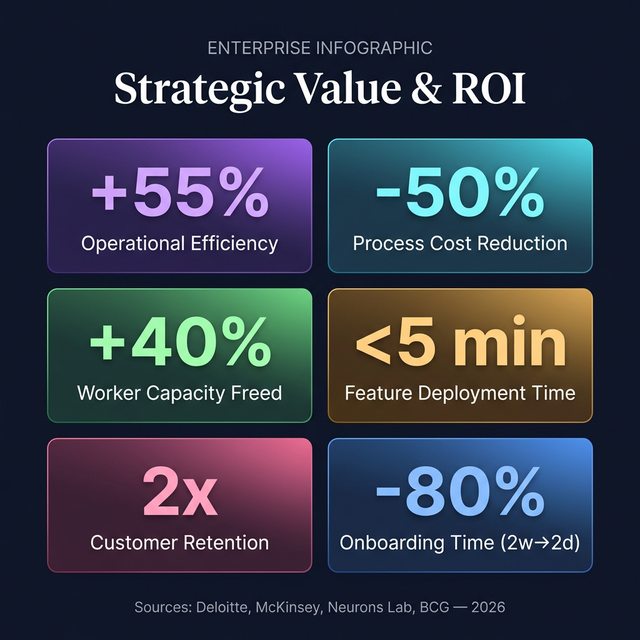 ENTERPRISE INFOGRAPHIC
Strategic Value & ROI
+55%
Operational Efficiency
-50%
Process Cost Reduction
+40%
Worker Capacity Freed
<5 min
Feature Deployment Time
2x
Customer Retention
-80%
Onboarding Time (2w→2d)
Sources: Deloitte, McKinsey, Neurons Lab, BCG — 2026